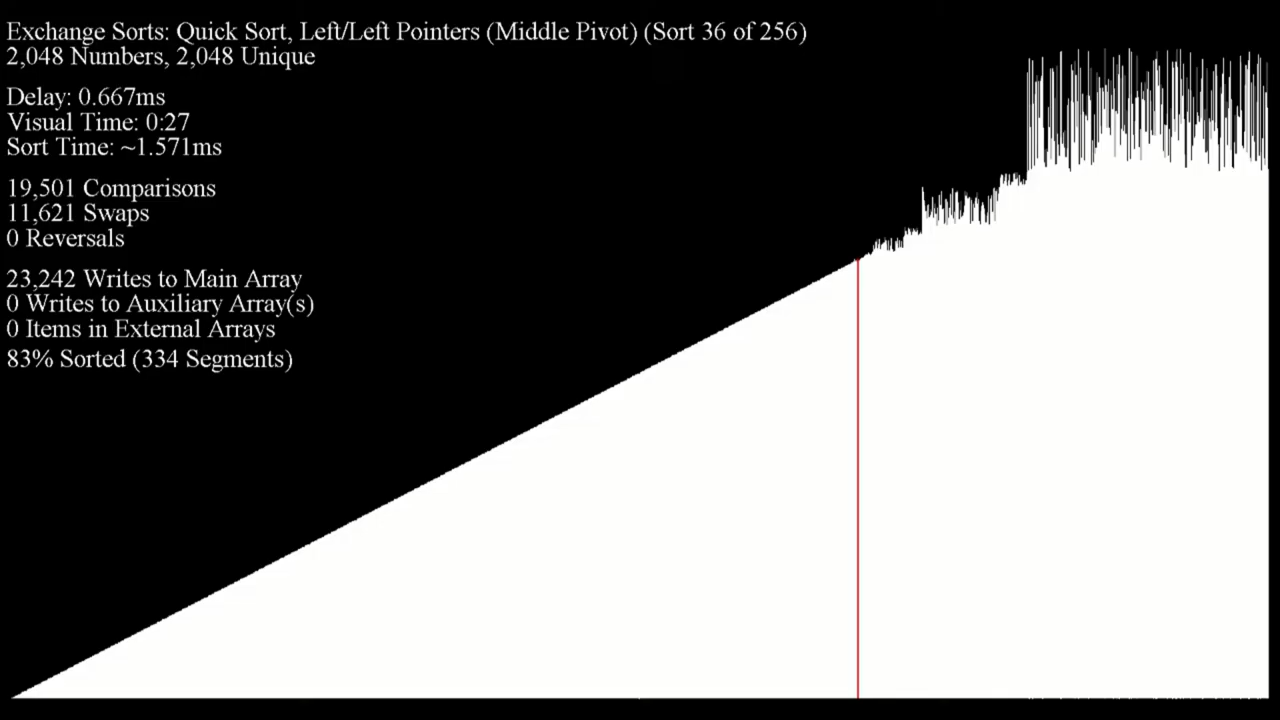 Exchange Sorts: Quick Sort, Left/Left Pointers (Middle Pivot) (Sort 36 of 256)
2,048 Numbers, 2,048 Unique
Delay: 0.667ms
Visual Time: 0:27
Sort Time: ~1.571ms
19,501 Comparisons
11,621 Swaps
0 Reversals
23,242 Writes to Main Array
0 Writes to Auxiliary Array(s)
0 Items in External Arrays
83% Sorted (334 Segments)